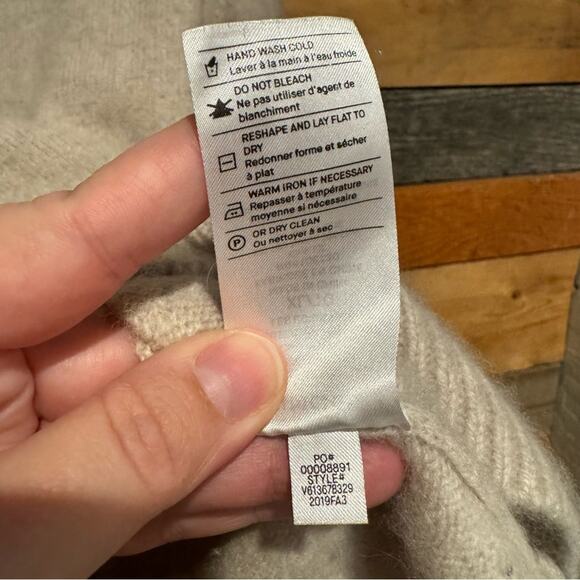 HAND WASH COLD
Laver à la main à l'eau froide
DO NOT BLEACH
Ne pas utiliser d'agent de
blanchiment
RESHAPE AND LAY FLAT TO
DRY
Redonner forme et sécher
à plat
WARM IRON IF NECESSARY
Repasser à température
moyenne si nécessaire
P
OR DRY CLEAN
Ou nettoyer à sec
PO#
00008891
STYLE#
V613678329
2019FA3